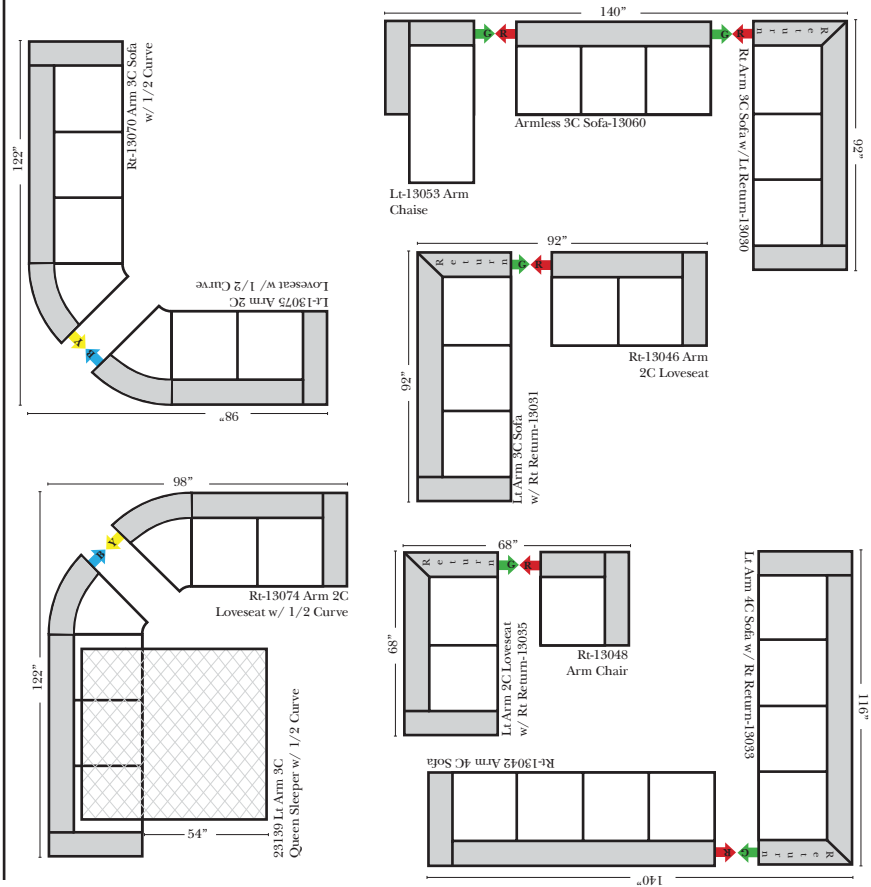 122”
Rt-13070 Arm 3C Sofa
w/ 1/2 Curve
Y
B
Lt-13075 Arm 2C
Loveseat w/ 1/2 Curve
98”
140”
G
R
G
R
Return
Armless 3C Sofa-13060
Lt-13053 Arm
Chaise
Rt Arm 3C Sofa w/Lt Return-13030
92”
92”
Return
G
R
92”
Lt Arm 3C Sofa
w/ Rt Return-13031
Rt-13046 Arm
2C Loveseat
98”
B
Y
Rt-13074 Arm 2C
Loveseat w/ 1/2 Curve
122”
54”
23139 Lt Arm 3C
Queen Sleeper w/ 1/2 Curve
68”
Return
G
R
68”
Lt Arm 2C Loveseat
w/ Rt Return-13035
Rt-13048
Arm Chair
Lt Arm 4C Sofa w/ Rt Return-13033
116”
Rt-13042 Arm 4C Sofa
R
G
Return
140”